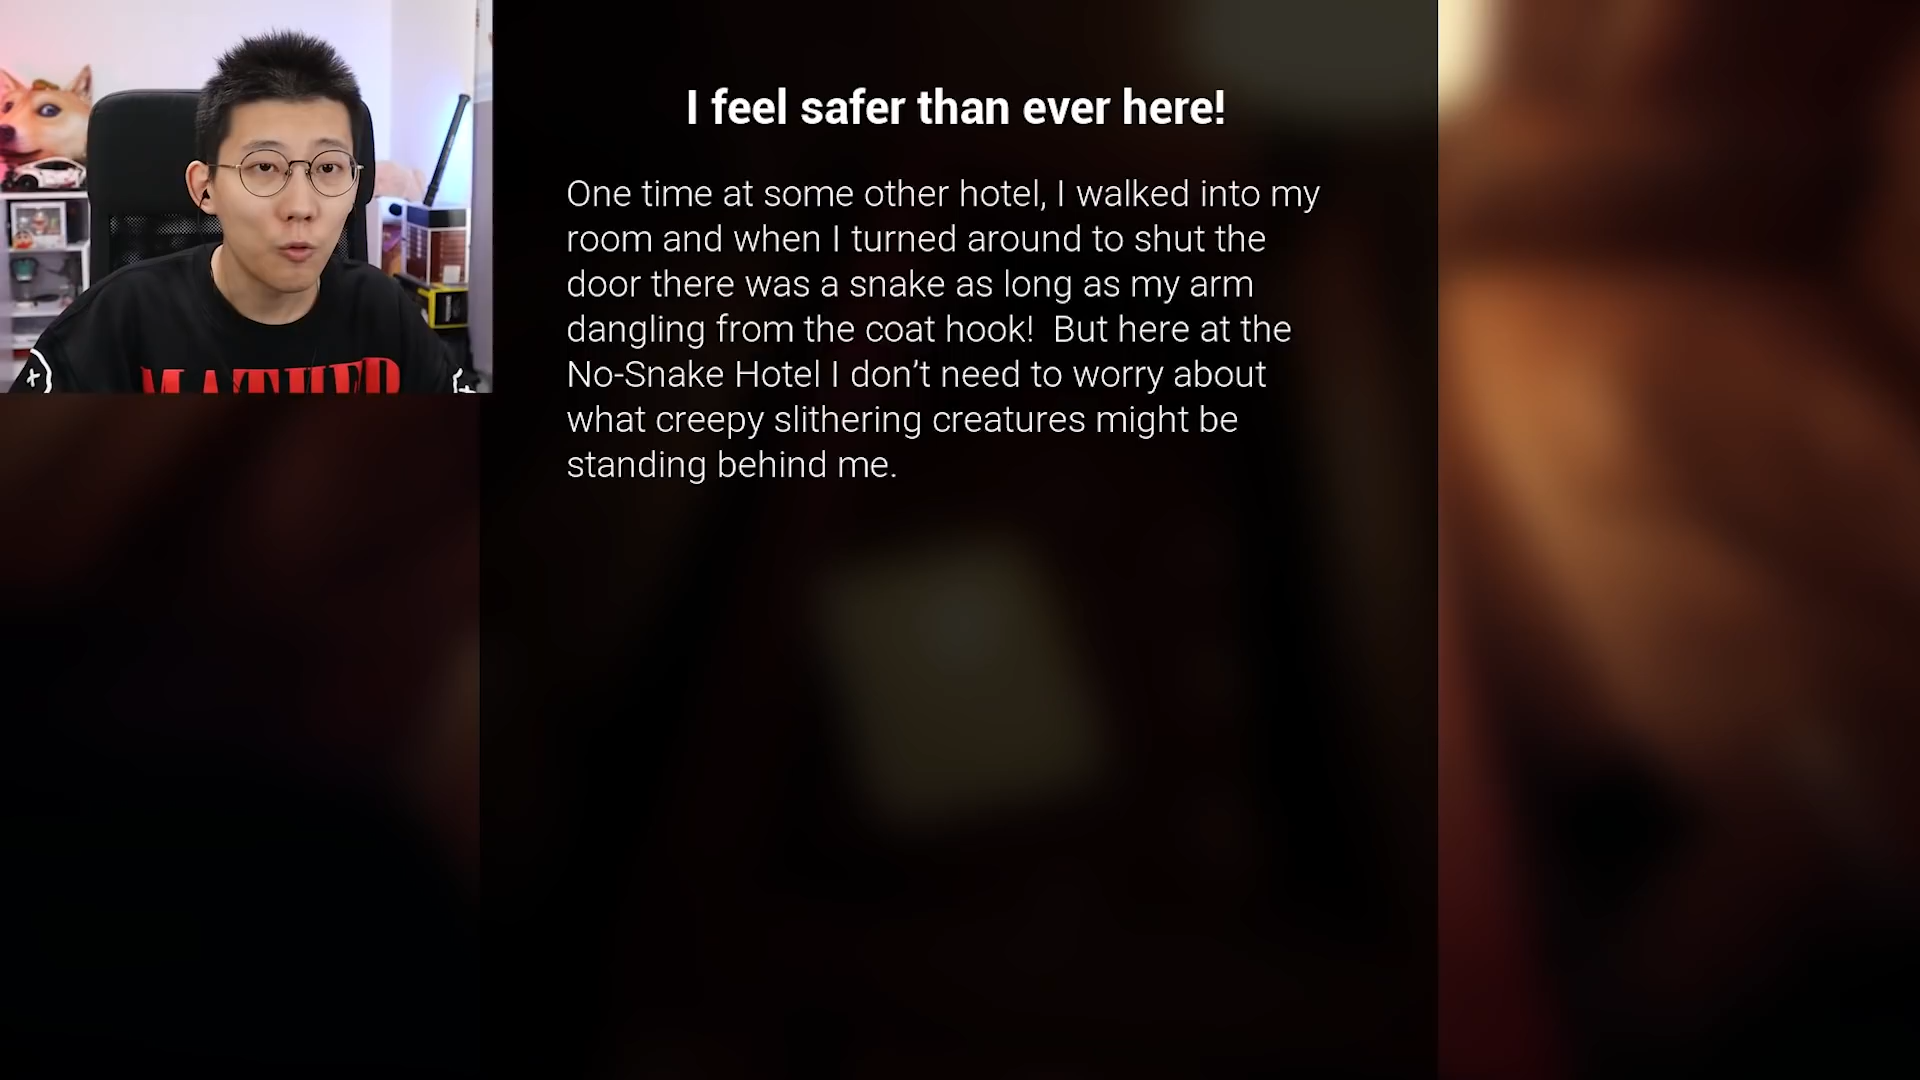 I feel safer than ever here!
One time at some other hotel, I walked into my
room and when I turned around to shut the
door there was a snake as long as my arm
dangling from the coat hook!  But here at the
No-Snake Hotel I don’t need to worry about
what creepy slithering creatures might be
standing behind me.